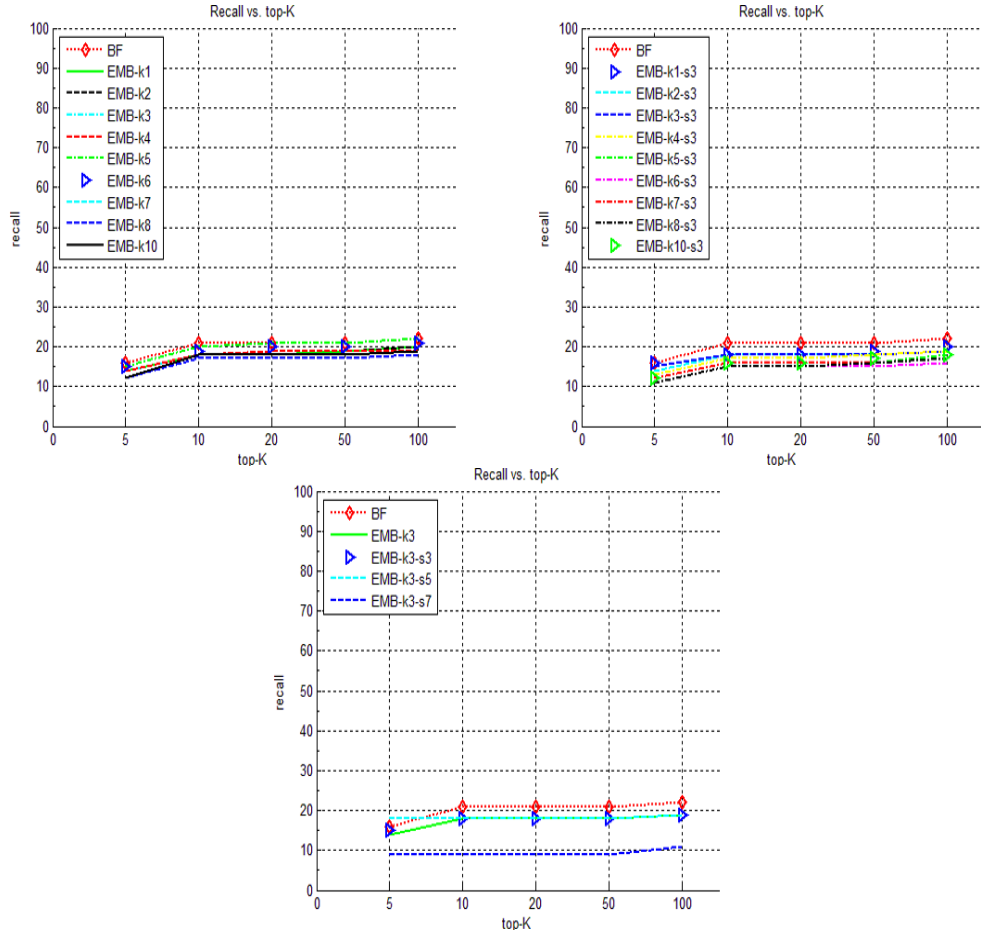 Recall vs. top-K
100
90
80
70
60
50
40
30
20
10
0
recall
BF
EMB-k1
EMB-k2
EMB-k3
EMB-k4
EMB-k5
EMB-k6
EMB-k7
EMB-k8
EMB-k10
0 5 10 20 50 100
top-K
Recall vs. top-K
100
90
80
70
60
50
40
30
20
10
0
recall
BF
EMB-k1-s3
EMB-k2-s3
EMB-k3-s3
EMB-k4-s3
EMB-k5-s3
EMB-k6-s3
EMB-k7-s3
EMB-k8-s3
EMB-k10-s3
0 5 10 20 50 100
top-K
Recall vs. top-K
100
90
80
70
60
50
40
30
20
10
0
recall
BF
EMB-k3
EMB-k3-s3
EMB-k3-s5
EMB-k3-s7
0 5 10 20 50 100
top-K